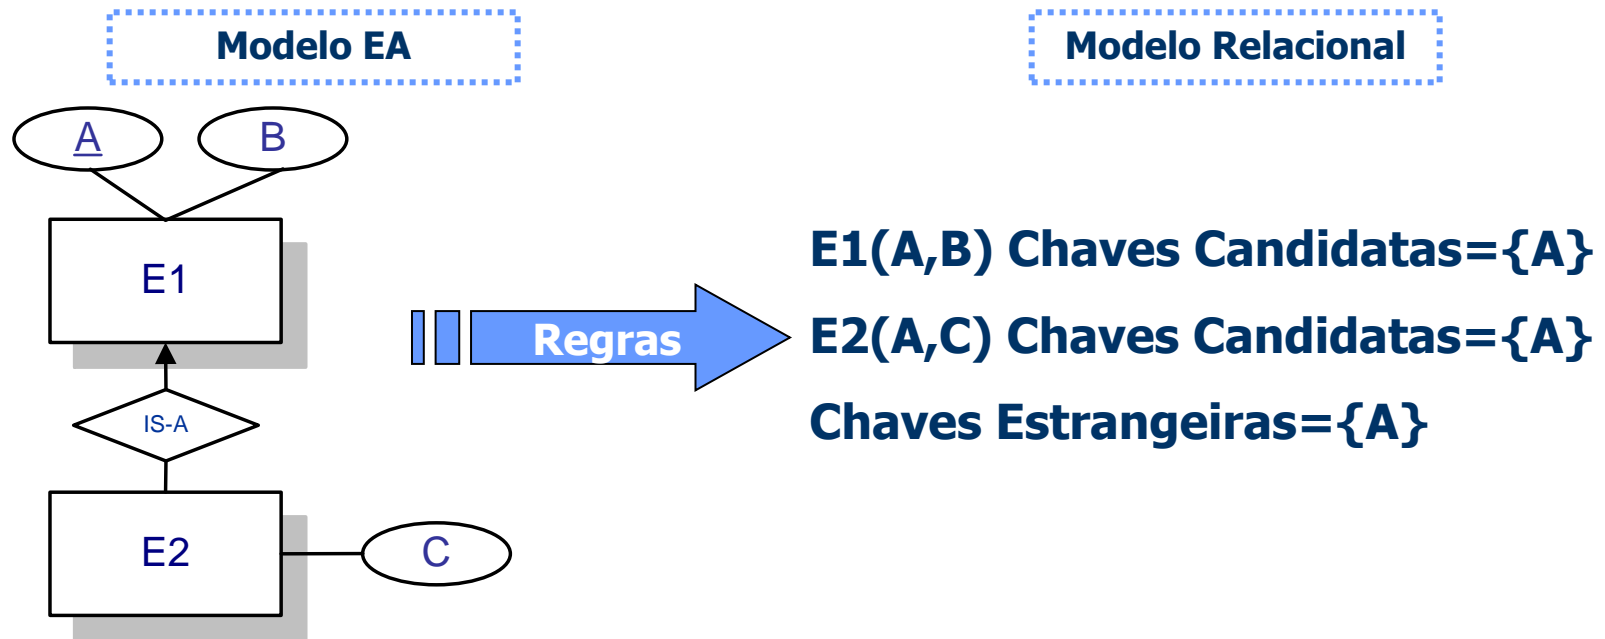 Modelo EA
Modelo Relacional
A
B
E1
IS-A
E2
C
Regras
E1(A,B) Chaves Candidatas={A}
E2(A,C) Chaves Candidatas={A}
Chaves Estrangeiras={A}